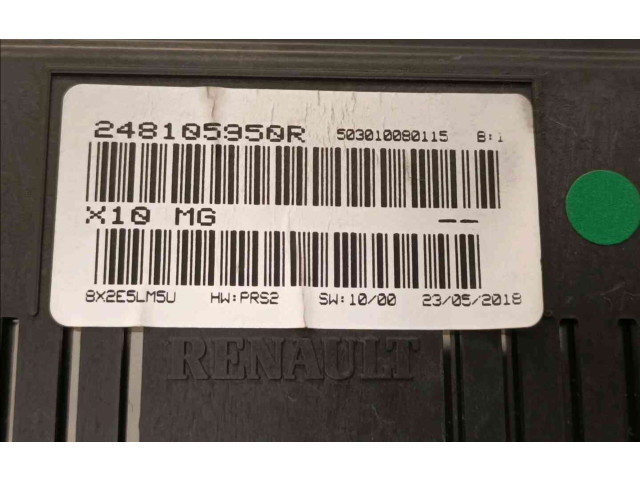 248105950R 503010080115 B:1
X10 MG --
8X2E5LM5U HW:PRS2 SW:10/00 23/05/2018
RENAULT